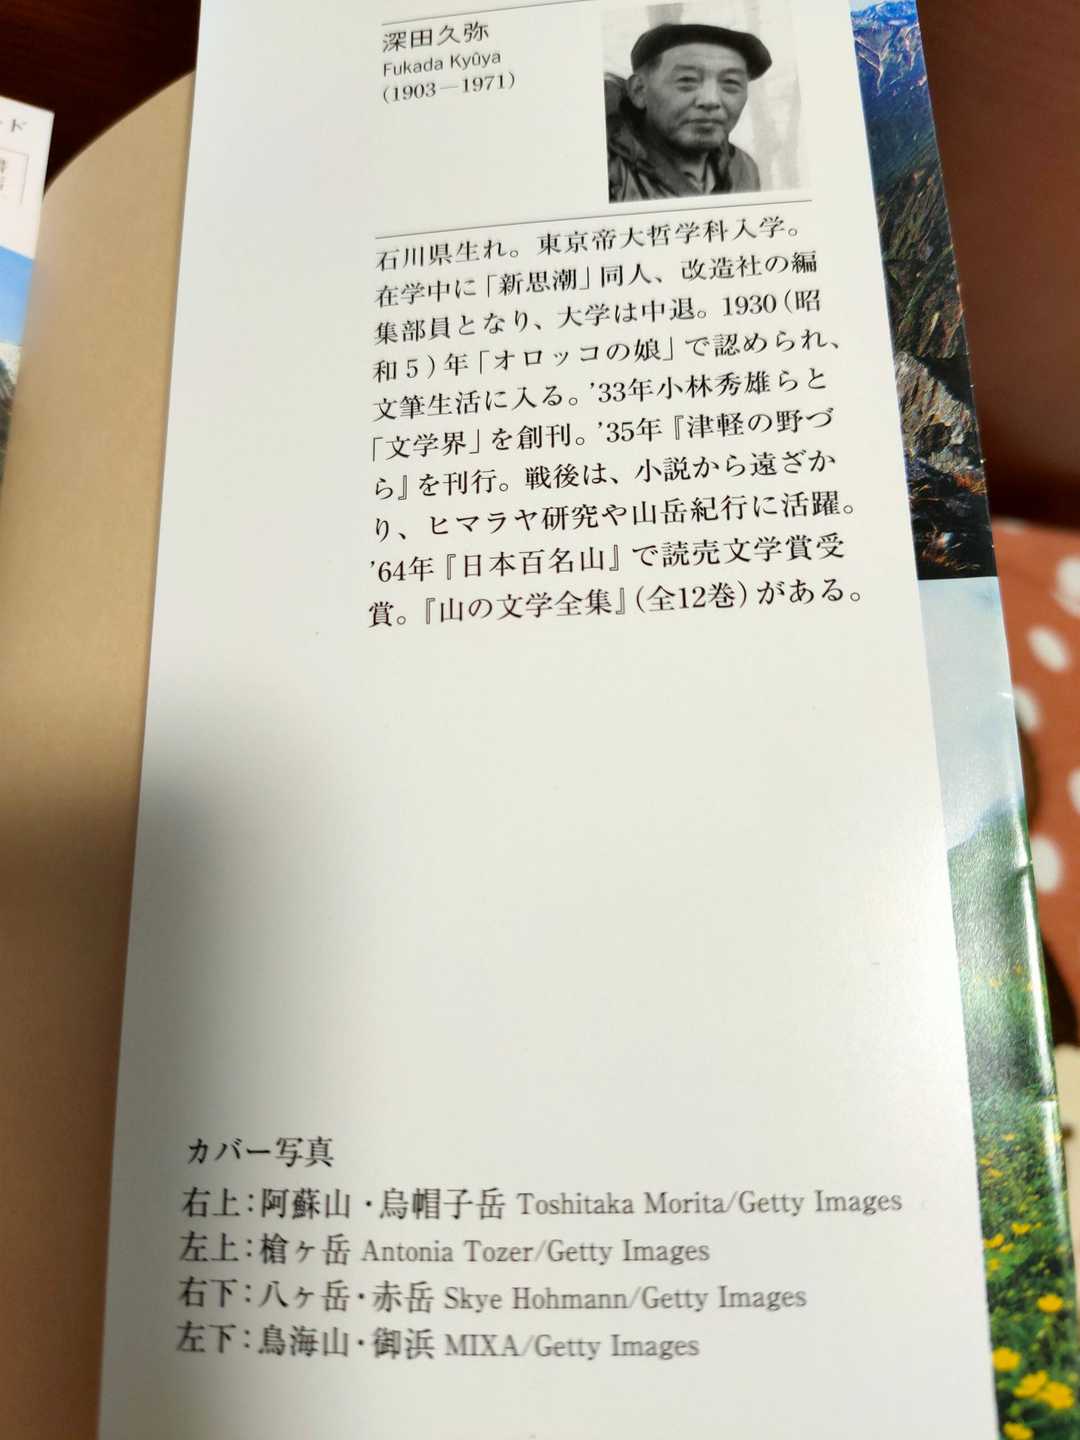 深田久弥
Fukada Kyûya
(1903―1971)
石川県生れ。東京帝大哲学科入学。
在学中に「新思潮」同人、改造社の編
集部員となり、大学は中退。1930(昭
和5)年「オロッコの娘」で認められ、
文筆生活に入る。'33年小林秀雄らと
「文学界」を創刊。'35年『津軽の野づ
ら』を刊行。戦後は、小説から遠ざか
り、ヒマラヤ研究や山岳紀行に活躍。
'64年『日本百名山』で読売文学賞受
賞。『山の文学全集』(全12巻)がある。
カバー写真
右上:阿蘇山・烏帽子岳 Toshitaka Morita/Getty Images
左上:槍ヶ岳 Antonia Tozer/Getty Images
右下:八ヶ岳・赤岳 Skye Hohmann/Getty Images
左下:鳥海山・御浜 MIXA/Getty Images